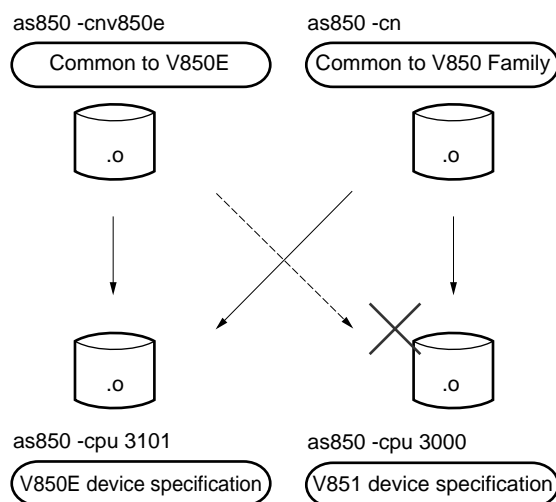 as850 -cnv850e
as850 -cn
Common to V850E
Common to V850 Family
.o
.o
.o
.o
as850 -cpu 3101
as850 -cpu 3000
V850E device specification
V851 device specification